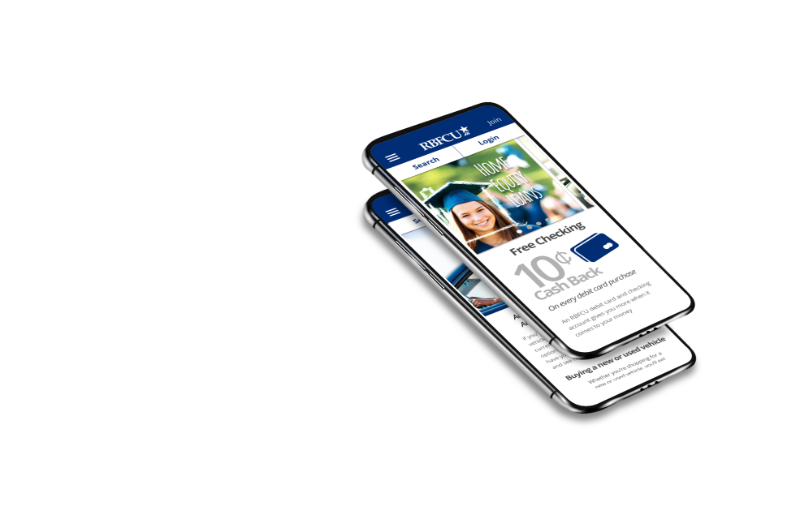 RBFCU
Join
Search
Login
HOME
EQUITY
LOANS
Free Checking
10¢
Cash Back
On every debit card purchase
An RBFCU debit card and checking
account gives you more when it
comes to your money
Buying a new or used vehicle
Whether you're shopping for a
new or used vehicle, you'll get